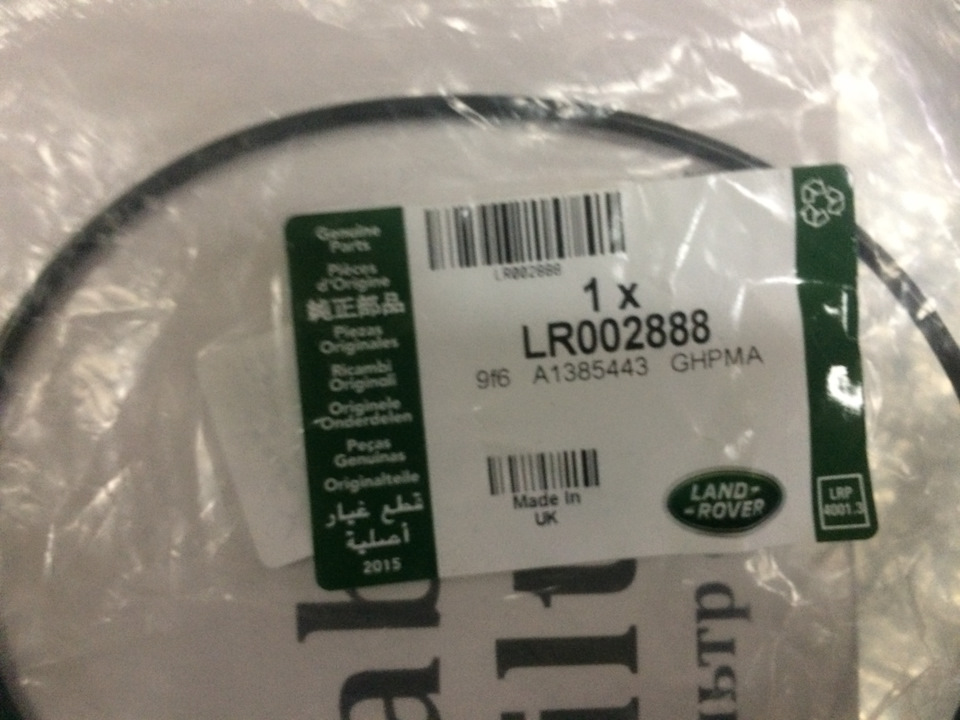 Genuine
Parts
Pièces
d'Origine
純正部品
Piezas
Originales
Ricambi
Originali
Originele
Onderdelen
Peças
Genuínas
Originalteile
قطع غيار
أصلية
2015
LR002888
1 x
LR002888
9f6 A1385443 GHPMA
Made In
UK
LAND-
-ROVER
LRP
4001.3